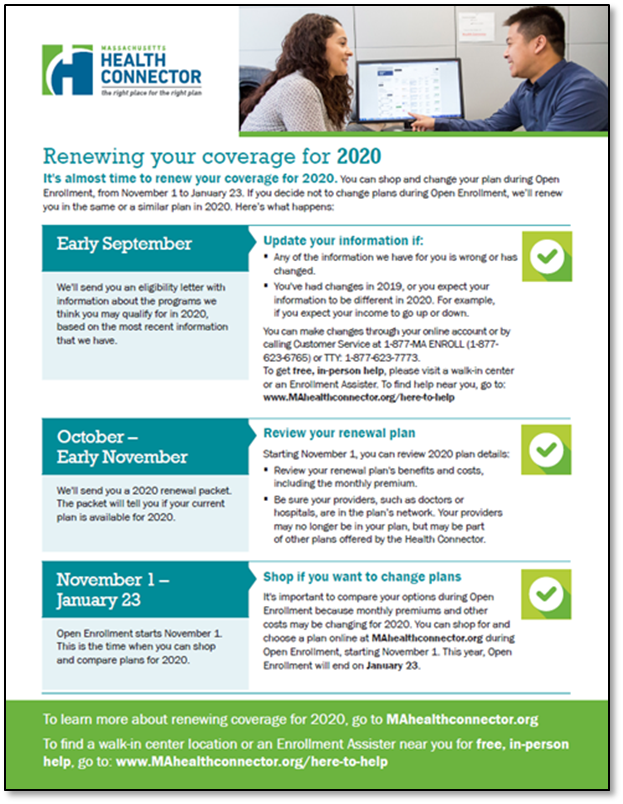 MASSACHUSETTS
HEALTH
CONNECTOR
the right place for the right plan
Renewing your coverage for 2020
It's almost time to renew your coverage for 2020. You can shop and change your plan during Open
Enrollment, from November 1 to January 23. If you decide not to change plans during Open Enrollment, we'll renew
you in the same or a similar plan in 2020. Here's what happens:
Early September
We'll send you an eligibility letter with
information about the programs we
think you may qualify for in 2020,
based on the most recent information
that we have.
Update your information if:
▪ Any of the information we have for you is wrong or has
changed.
▪ You've had changes in 2019, or you expect your
information to be different in 2020. For example,
if you expect your income to go up or down.
You can make changes through your online account or by
calling Customer Service at 1-877-MA ENROLL (1-877-
623-6765) or TTY: 1-877-623-7773.
To get free, in-person help, please visit a walk-in center
or an Enrollment Assister. To find help near you, go to:
www.MAhealthconnector.org/here-to-help
October –
Early November
We'll send you a 2020 renewal packet.
The packet will tell you if your current
plan is available for 2020.
Review your renewal plan
Starting November 1, you can review 2020 plan details:
▪ Review your renewal plan's benefits and costs,
including the monthly premium.
▪ Be sure your providers, such as doctors or
hospitals, are in the plan's network. Your providers
may no longer be in your plan, but may be part
of other plans offered by the Health Connector.
November 1 –
January 23
Open Enrollment starts November 1.
This is the time when you can shop
and compare plans for 2020.
Shop if you want to change plans
It's important to compare your options during Open
Enrollment because monthly premiums and other
costs may be changing for 2020. You can shop for and
choose a plan online at MAhealthconnector.org during
Open Enrollment, starting November 1. This year, Open
Enrollment will end on January 23.
To learn more about renewing coverage for 2020, go to MAhealthconnector.org
To find a walk-in center location or an Enrollment Assister near you for free, in-person
help, go to: www.MAhealthconnector.org/here-to-help